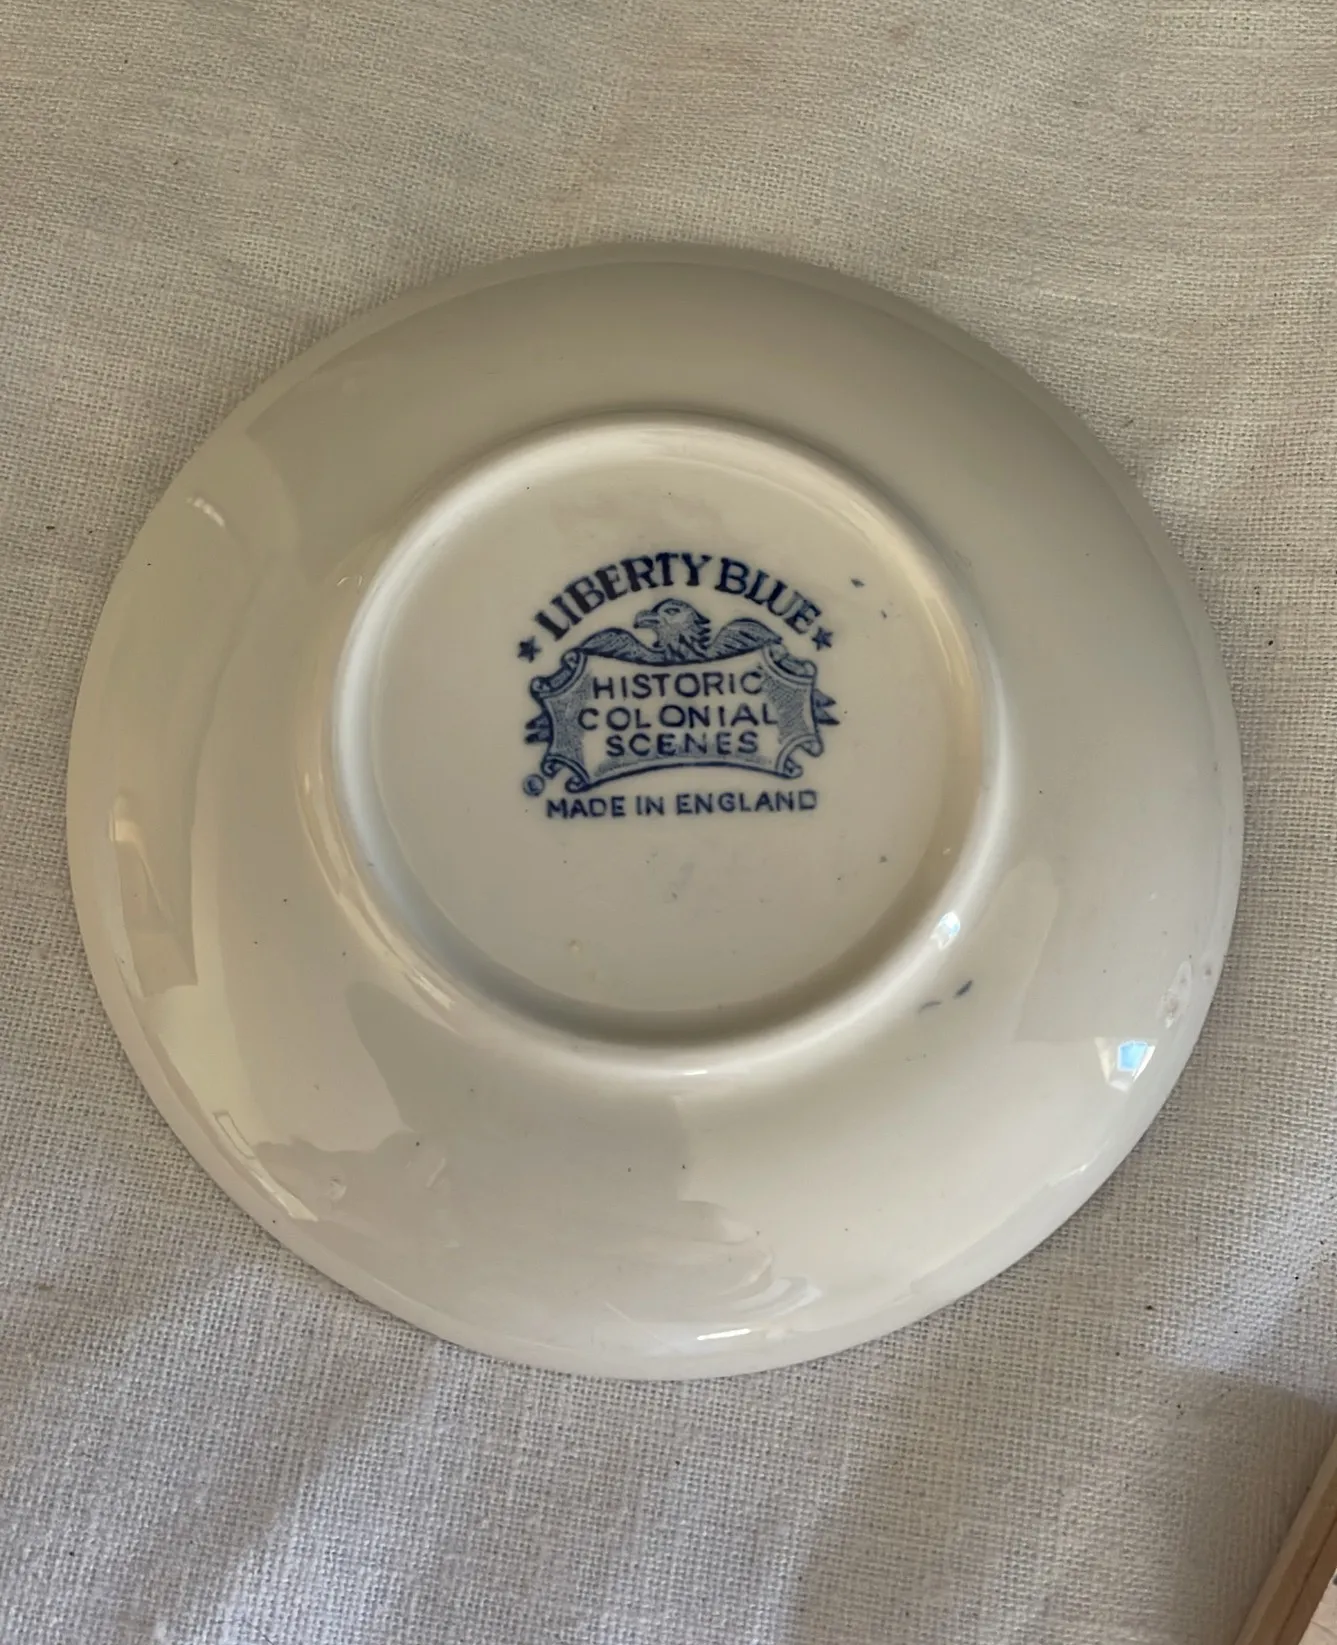 LIBERTY BLUE
HISTORIC
COLONIAL
SCENES
©
MADE IN ENGLAND